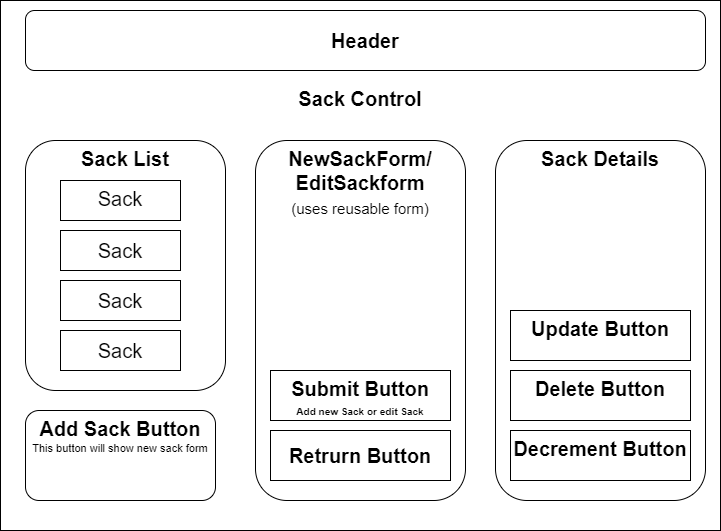 Header
Sack Control
Sack List
Sack
Sack
Sack
Sack
Add Sack Button
This button will show new sack form
NewSackForm/
EditSackform
(uses reusable form)
Submit Button
Add new Sack or edit Sack
Retrurn Button
Sack Details
Update Button
Delete Button
Decrement Button